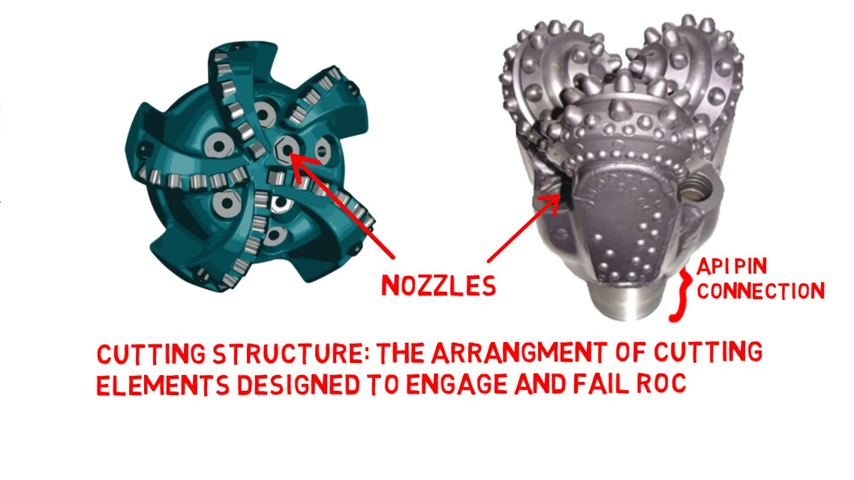 NOZZLES
API PIN
CONNECTION
CUTTING STRUCTURE: THE ARRANGMENT OF CUTTING
ELEMENTS DESIGNED TO ENGAGE AND FAIL ROC